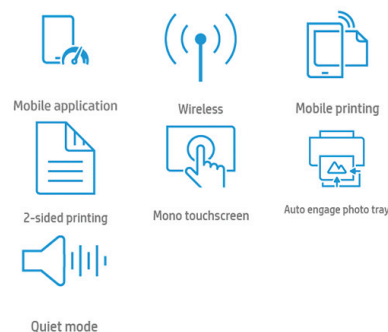 Mobile application
Wireless
Mobile printing
2-sided printing
Mono touchscreen
Auto engage photo tray
Quiet mode